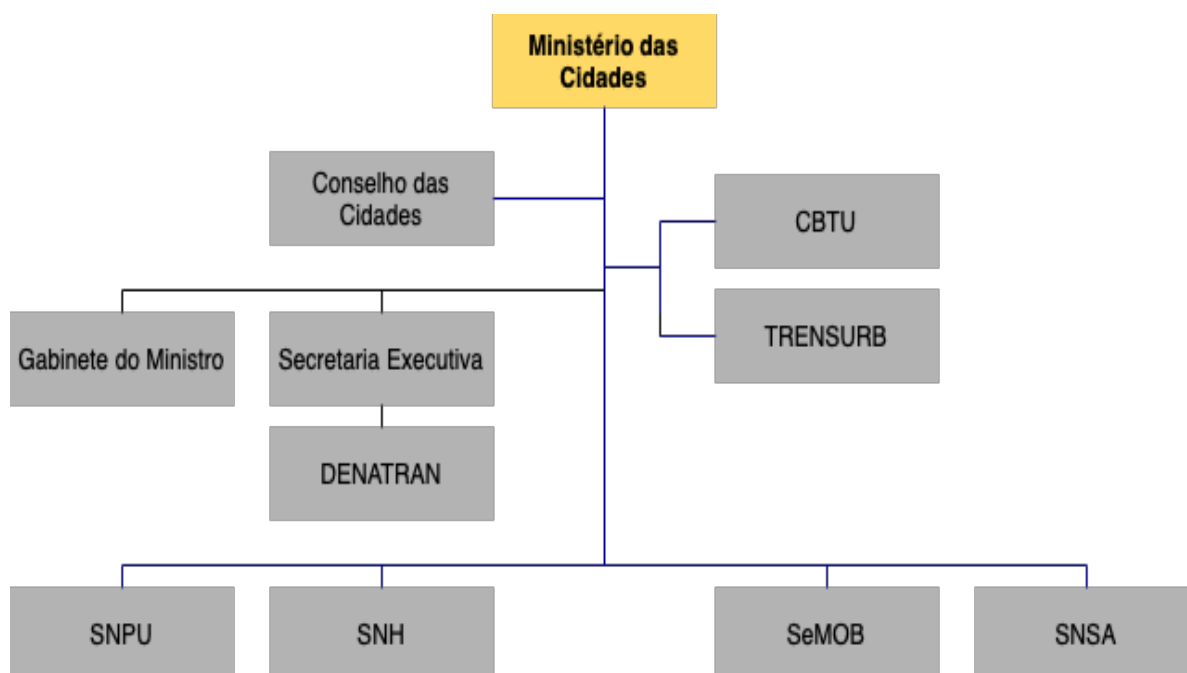 Ministério das
Cidades
Conselho das
Cidades
CBTU
TRENSURB
Gabinete do Ministro
Secretaria Executiva
DENATRAN
SNPU
SNH
SeMOB
SNSA